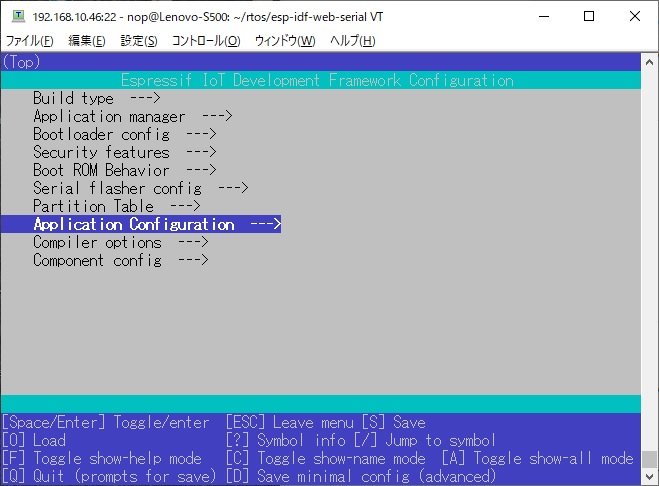 192.168.10.46:22 - nop@Lenovo-S500: ~/rtos/esp-idf-web-serial VT
ファイル(F) 編集(E) 設定(S) コントロール(O) ウィンドウ(W) ヘルプ(H)
(Top)
Espressif IoT Development Framework Configuration
Build type --->
Application manager --->
Bootloader config --->
Security features --->
Boot ROM Behavior --->
Serial flasher config --->
Partition Table --->
Application Configuration --->
Compiler options --->
Component config --->
[Space/Enter] Toggle/enter [ESC] Leave menu [S] Save
[O] Load [?] Symbol info [/] Jump to symbol
[F] Toggle show-help mode [C] Toggle show-name mode [A] Toggle show-all mode
[Q] Quit (prompts for save) [D] Save minimal config (advanced)